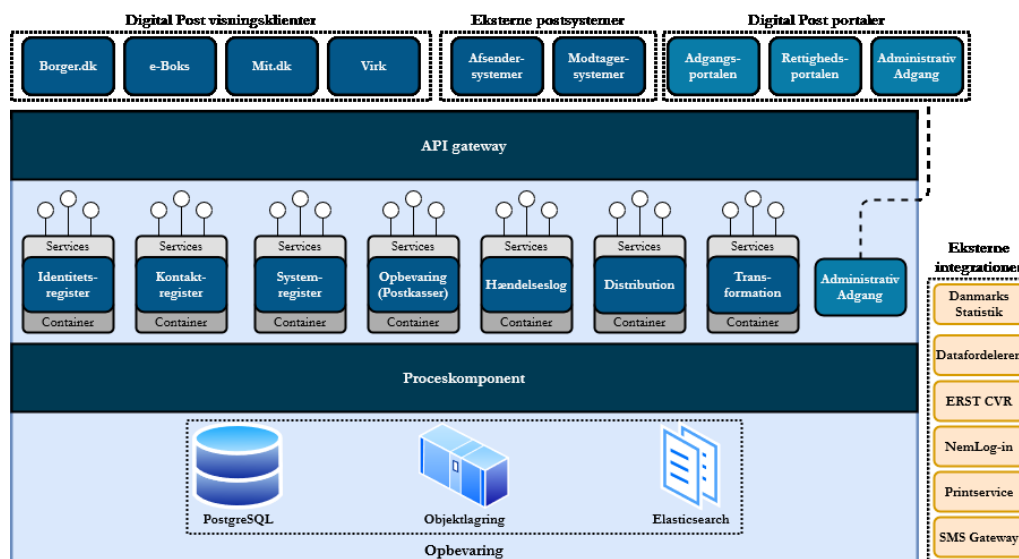 Digital Post visningsklienter
Eksterne postsystemer
Digital Post portaler
Borger.dk
e-Boks
Mit.dk
Virk
Afsender-
systemer
Modtager-
systemer
Adgangs-
portalen
Rettigheds-
portalen
Administrativ
Adgang
API gateway
Services
Identitets-
register
Container
Services
Kontakt-
register
Container
Services
System-
register
Container
Services
Opbevaring
(Postkasser)
Container
Services
Hændelseslog
Container
Services
Distribution
Container
Services
Trans-
formation
Container
Administrativ
Adgang
Eksterne
integrationer
Danmarks
Statistik
Datafordeleren
ERST CVR
NemLog-in
Printservice
SMS Gateway
Proceskomponent
PostgreSQL
Objektlagring
Elasticsearch
Opbevaring